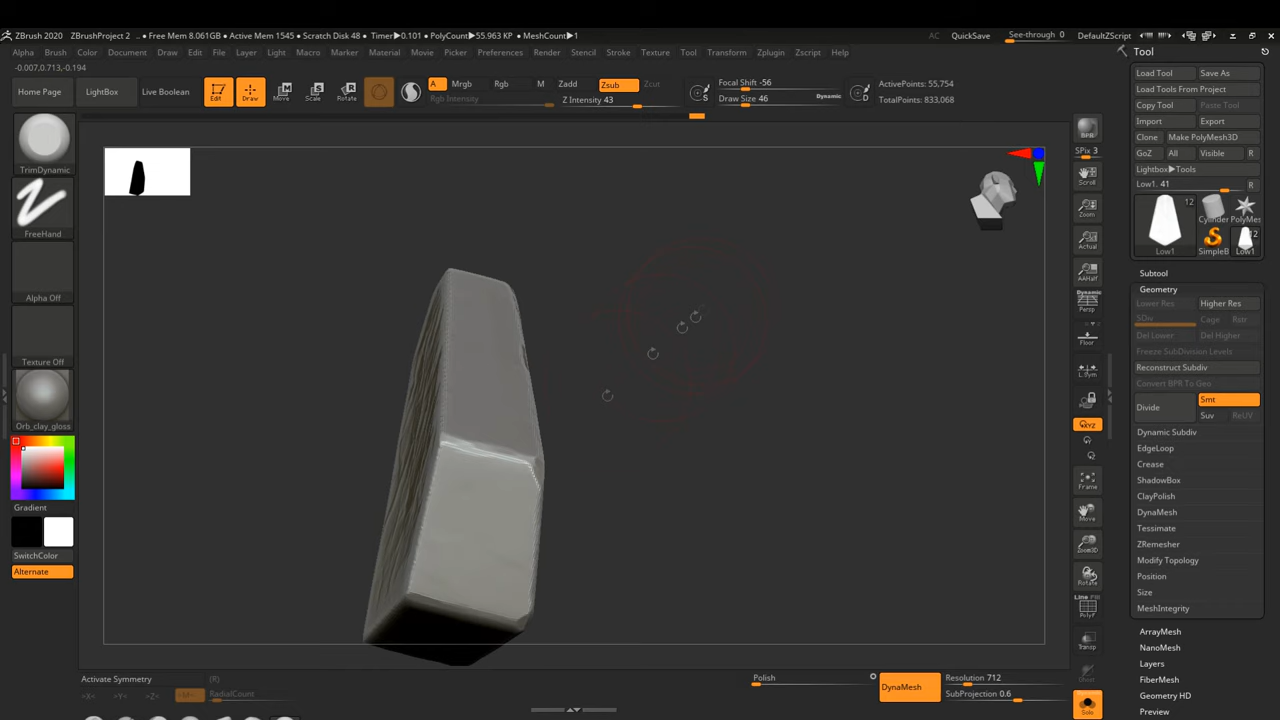 ZBrush 2020 ZBrushProject 2 .. • Free Mem 8.061GB • Active Mem 1545 • Scratch Disk 48 • Timer▶0.101 • PolyCount▶55.963 KP • MeshCount▶1
AC QuickSave See-through 0 DefaultZScript
Alpha Brush Color Document Draw Edit File Layer Light Macro Marker Material Movie Picker Preferences Render Stencil Stroke Texture Tool Transform Zplugin Zscript Help
-0.007,0.713,-0.194
Home Page LightBox Live Boolean Edit Draw Move Scale Rotate
A Mrgb Rgb M Zadd Zsub Zcut
Rgb Intensity Z Intensity 43
Focal Shift -56
Draw Size 46 Dynamic
S D
ActivePoints: 55,754
TotalPoints: 833,068
TrimDynamic
FreeHand
Alpha Off
Texture Off
Orb_clay_gloss
Gradient
SwitchColor
Alternate
BPR
SPix 3
Scroll
Zoom
Actual
AAHalf
Dynamic
Persp
Floor
L.Sym
XYZ
Frame
Move
Zoom3D
Rotate
Line Fill
PolyF
Transp
Ghost
Dynamic
Solo
Tool
Load Tool Save As
Load Tools From Project
Copy Tool Paste Tool
Import Export
Clone Make PolyMesh3D
GoZ All Visible R
Lightbox▶Tools
Low1. 41 R
12
Cylinder PolyMes
12
Low1 SimpleB Low1
Subtool
Geometry
Lower Res Higher Res
SDiv Cage Rstr
Del Lower Del Higher
Freeze SubDivision Levels
Reconstruct Subdiv
Convert BPR To Geo
Divide Smt
Suv ReUV
Dynamic Subdiv
EdgeLoop
Crease
ShadowBox
ClayPolish
DynaMesh
Tessimate
ZRemesher
Modify Topology
Position
Size
MeshIntegrity
ArrayMesh
NanoMesh
Layers
FiberMesh
Geometry HD
Preview
Activate Symmetry (R)
>X< >Y< >Z< >M< RadialCount
Polish
DynaMesh
Resolution 712
SubProjection 0.6